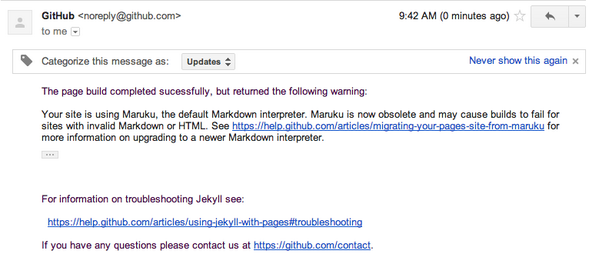 GitHub <noreply@github.com>
9:42 AM (0 minutes ago)
to me
Categorize this message as: Updates
Never show this again ×
The page build completed sucessfully, but returned the following warning:
Your site is using Maruku, the default Markdown interpreter. Maruku is now obsolete and may cause builds to fail for
sites with invalid Markdown or HTML. See https://help.github.com/articles/migrating-your-pages-site-from-maruku for
more information on upgrading to a newer Markdown interpreter.
For information on troubleshooting Jekyll see:
https://help.github.com/articles/using-jekyll-with-pages#troubleshooting
If you have any questions please contact us at https://github.com/contact.